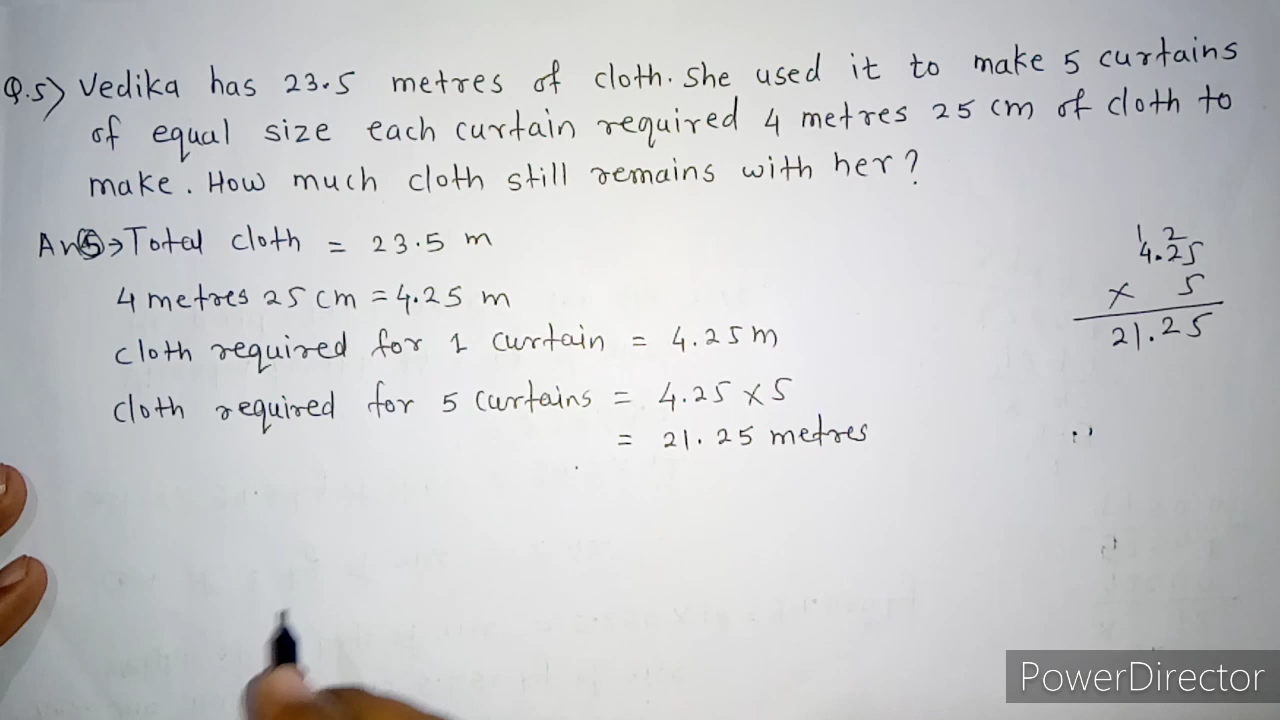 Q.5) Vedika has 23.5 metres of cloth. She used it to make 5 curtains
of equal size each curtain required 4 metres 25 cm of cloth to
make. How much cloth still remains with her?
Ans⑤→ Total cloth = 23.5 m
4 metres 25 cm = 4.25 m
cloth required for 1 curtain = 4.25 m
cloth required for 5 curtains = 4.25 × 5
= 21.25 metres
1 2
4.25
× 5
21.25
PowerDirector